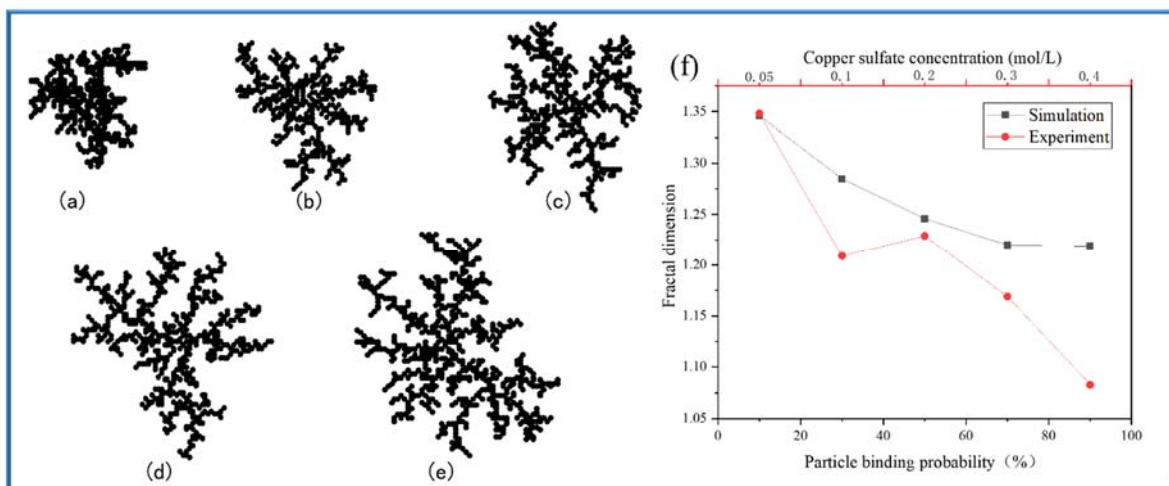 (a)
(b)
(c)
(d)
(e)
(f)
Copper sulfate concentration (mol/L)
0.05 0.1 0.2 0.3 0.4
Simulation
Experiment
Fractal dimension
1.35
1.30
1.25
1.20
1.15
1.10
1.05
0 20 40 60 80 100
Particle binding probability (%)